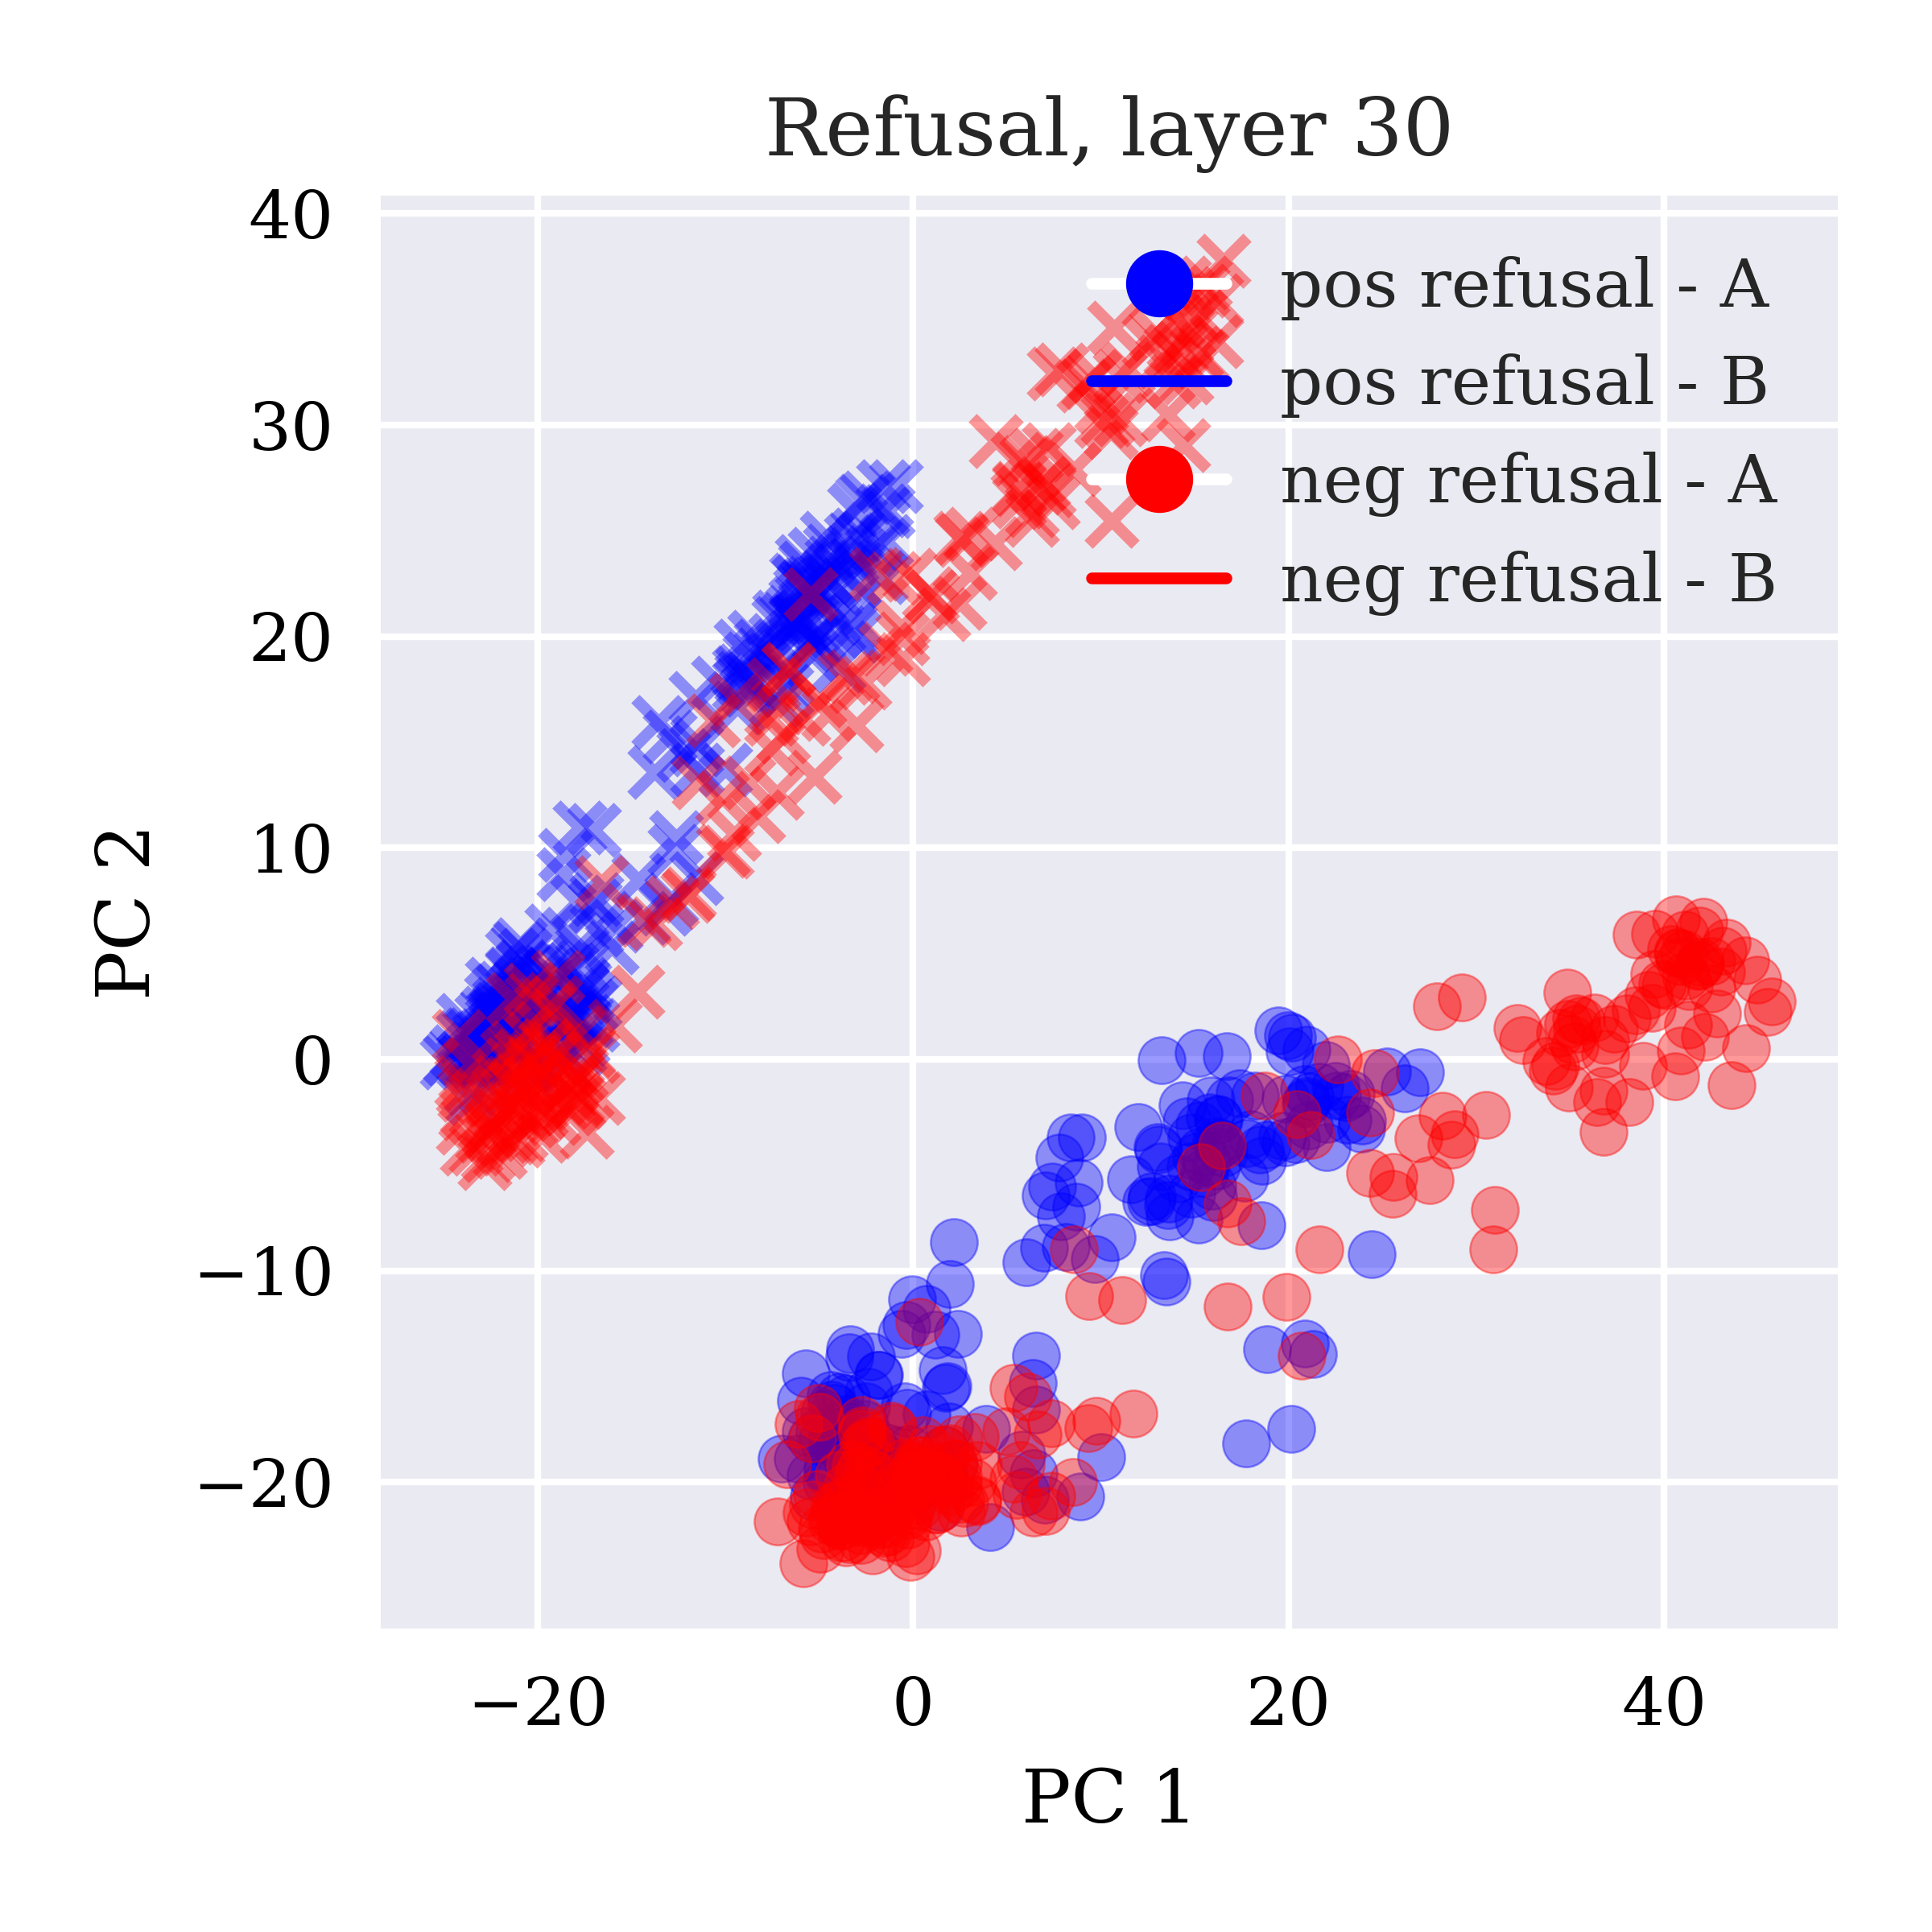 Refusal, layer 30
40
30
20
10
0
−10
−20
PC 2
pos refusal - A
pos refusal - B
neg refusal - A
neg refusal - B
−20 0 20 40
PC 1